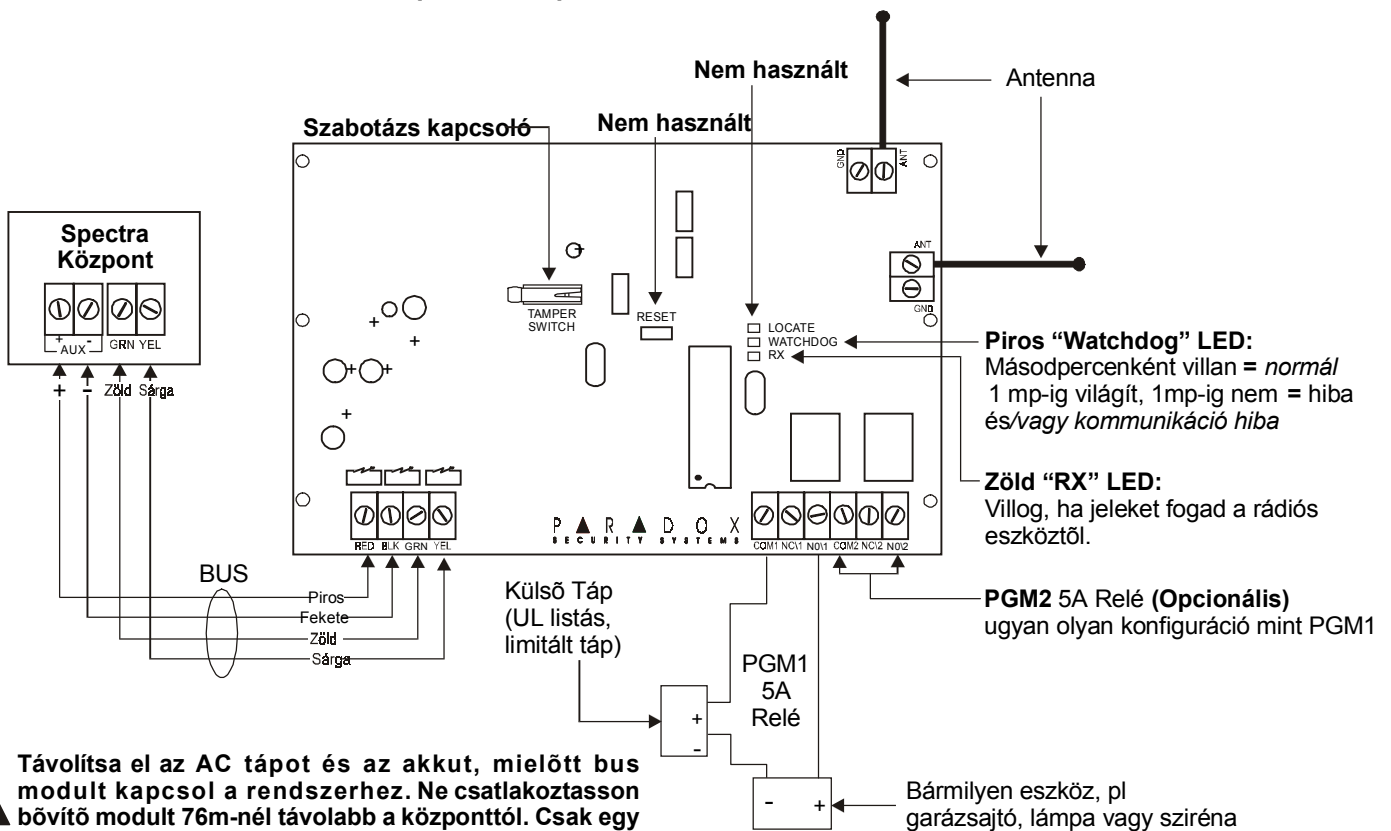 Nem használt
Antenna
Szabotázs kapcsoló
Nem használt
GND
ANT
Spectra
Központ
ANT
GND
TAMPER
SWITCH
RESET
LOCATE
WATCHDOG
RX
+ -
AUX
GRN YEL
+ - Zöld Sárga
Piros “Watchdog” LED:
Másodpercenként villan = normál
1 mp-ig világít, 1mp-ig nem = hiba
és/vagy kommunikáció hiba
Zöld “RX” LED:
Villog, ha jeleket fogad a rádiós
eszköztõl.
PARADOX
SECURITY SYSTEMS
RED BLK GRN YEL
COM1 NC\1 N0\1 COM2 NC\2 N0\2
BUS
Piros
Fekete
Zöld
Sárga
Külsõ Táp
(UL listás,
limitált táp)
PGM2 5A Relé (Opcionális)
ugyan olyan konfiguráció mint PGM1
PGM1
5A
Relé
+
-
- +
Távolítsa el az AC tápot és az akkut, mielõtt bus
modult kapcsol a rendszerhez. Ne csatlakoztasson
bõvítõ modult 76m-nél távolabb a központtól. Csak egy
Bármilyen eszköz, pl
garázsajtó, lámpa vagy sziréna